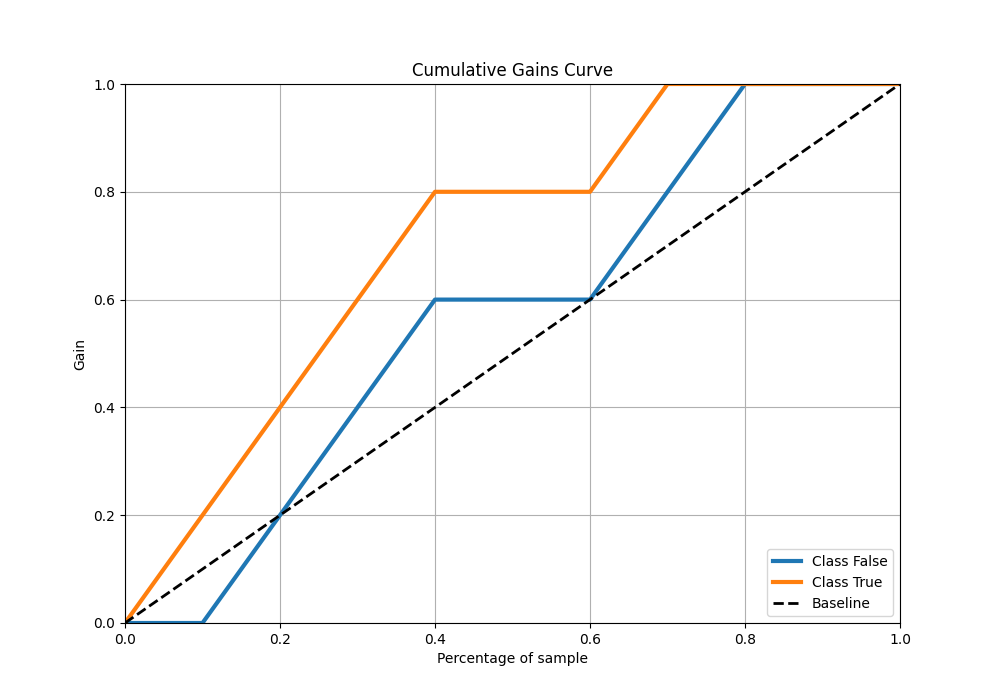 Cumulative Gains Curve
Gain
1.0
0.8
0.6
0.4
0.2
0.0
0.0 0.2 0.4 0.6 0.8 1.0
Percentage of sample
Class False
Class True
Baseline